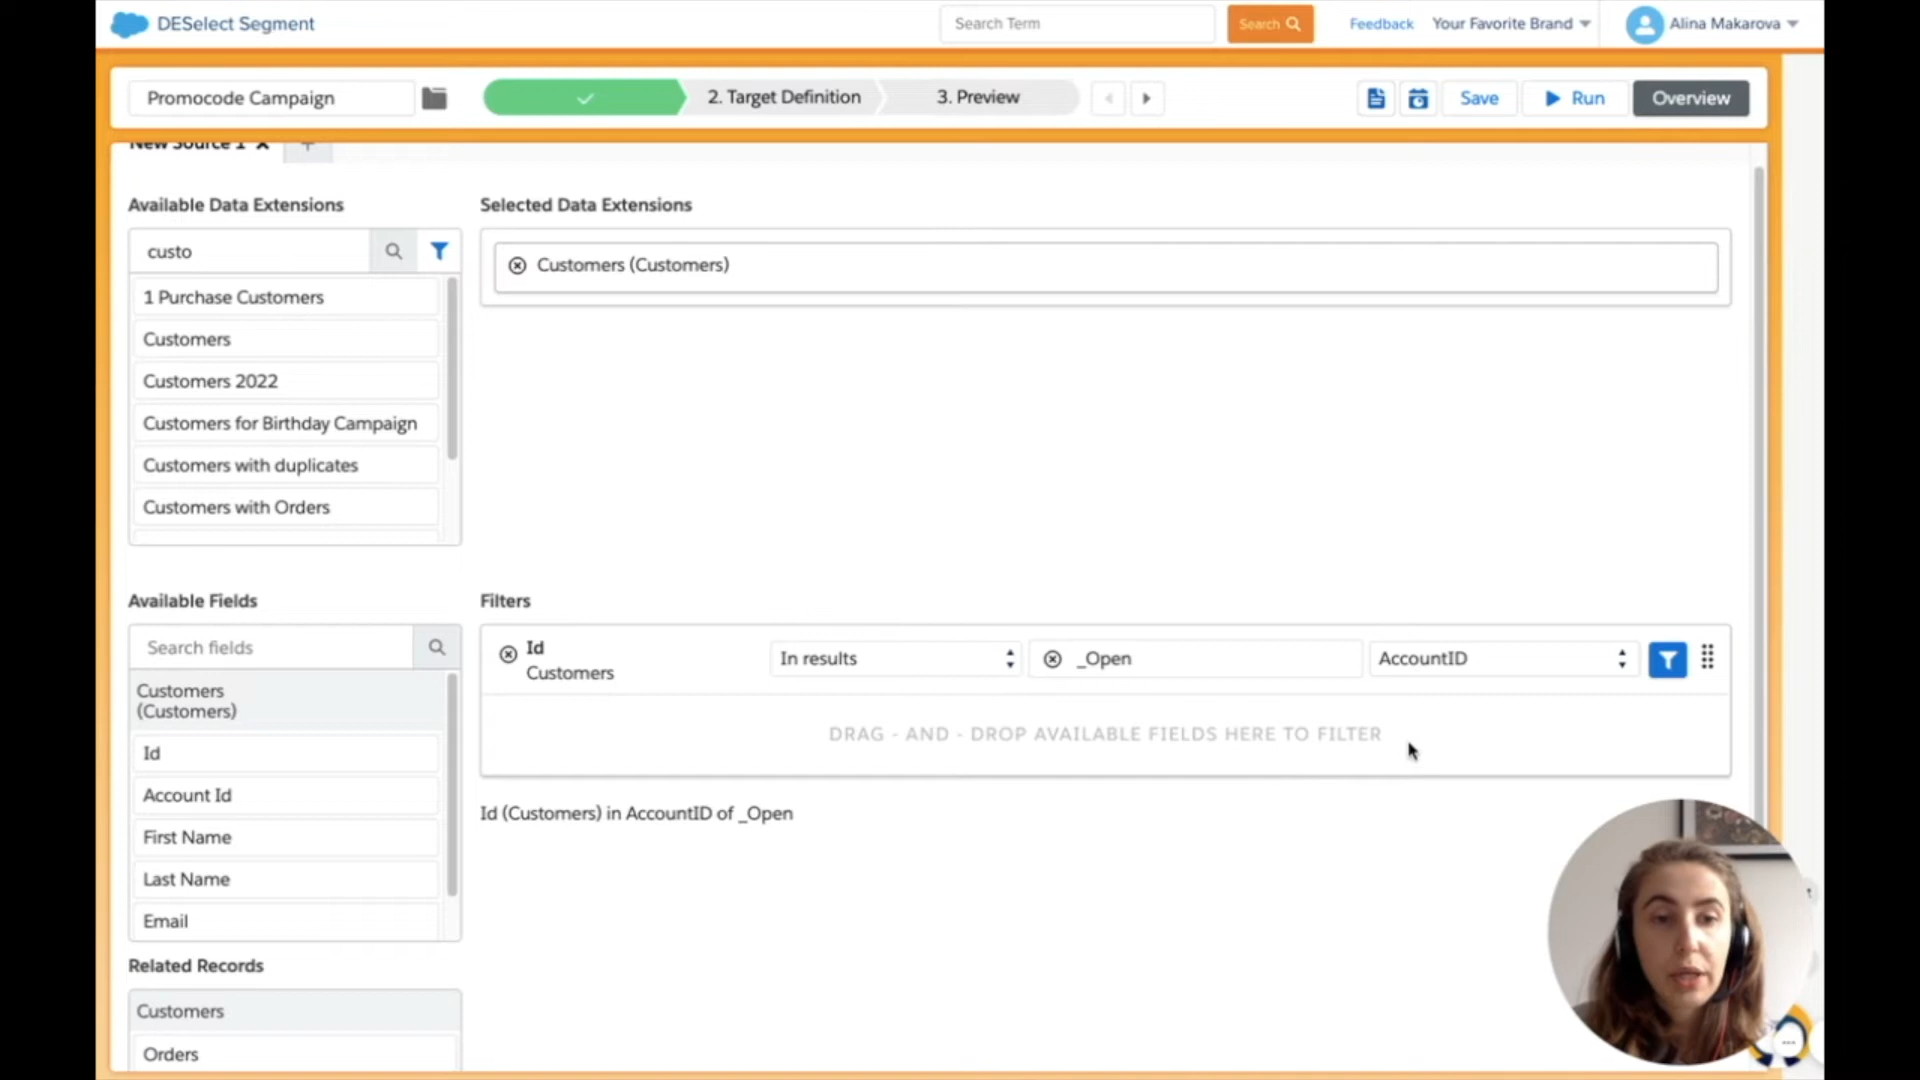 DESelect Segment
Search Term
Search
Feedback
Your Favorite Brand
Alina Makarova
Promocode Campaign
2. Target Definition
3. Preview
Save
Run
Overview
New Source 1
Available Data Extensions
Selected Data Extensions
custo
Customers (Customers)
1 Purchase Customers
Customers
Customers 2022
Customers for Birthday Campaign
Customers with duplicates
Customers with Orders
Available Fields
Filters
Search fields
Id
Customers
In results
_Open
AccountID
Customers
(Customers)
DRAG - AND - DROP AVAILABLE FIELDS HERE TO FILTER
Id
Account Id
Id (Customers) in AccountID of _Open
First Name
Last Name
Email
Related Records
Customers
Orders